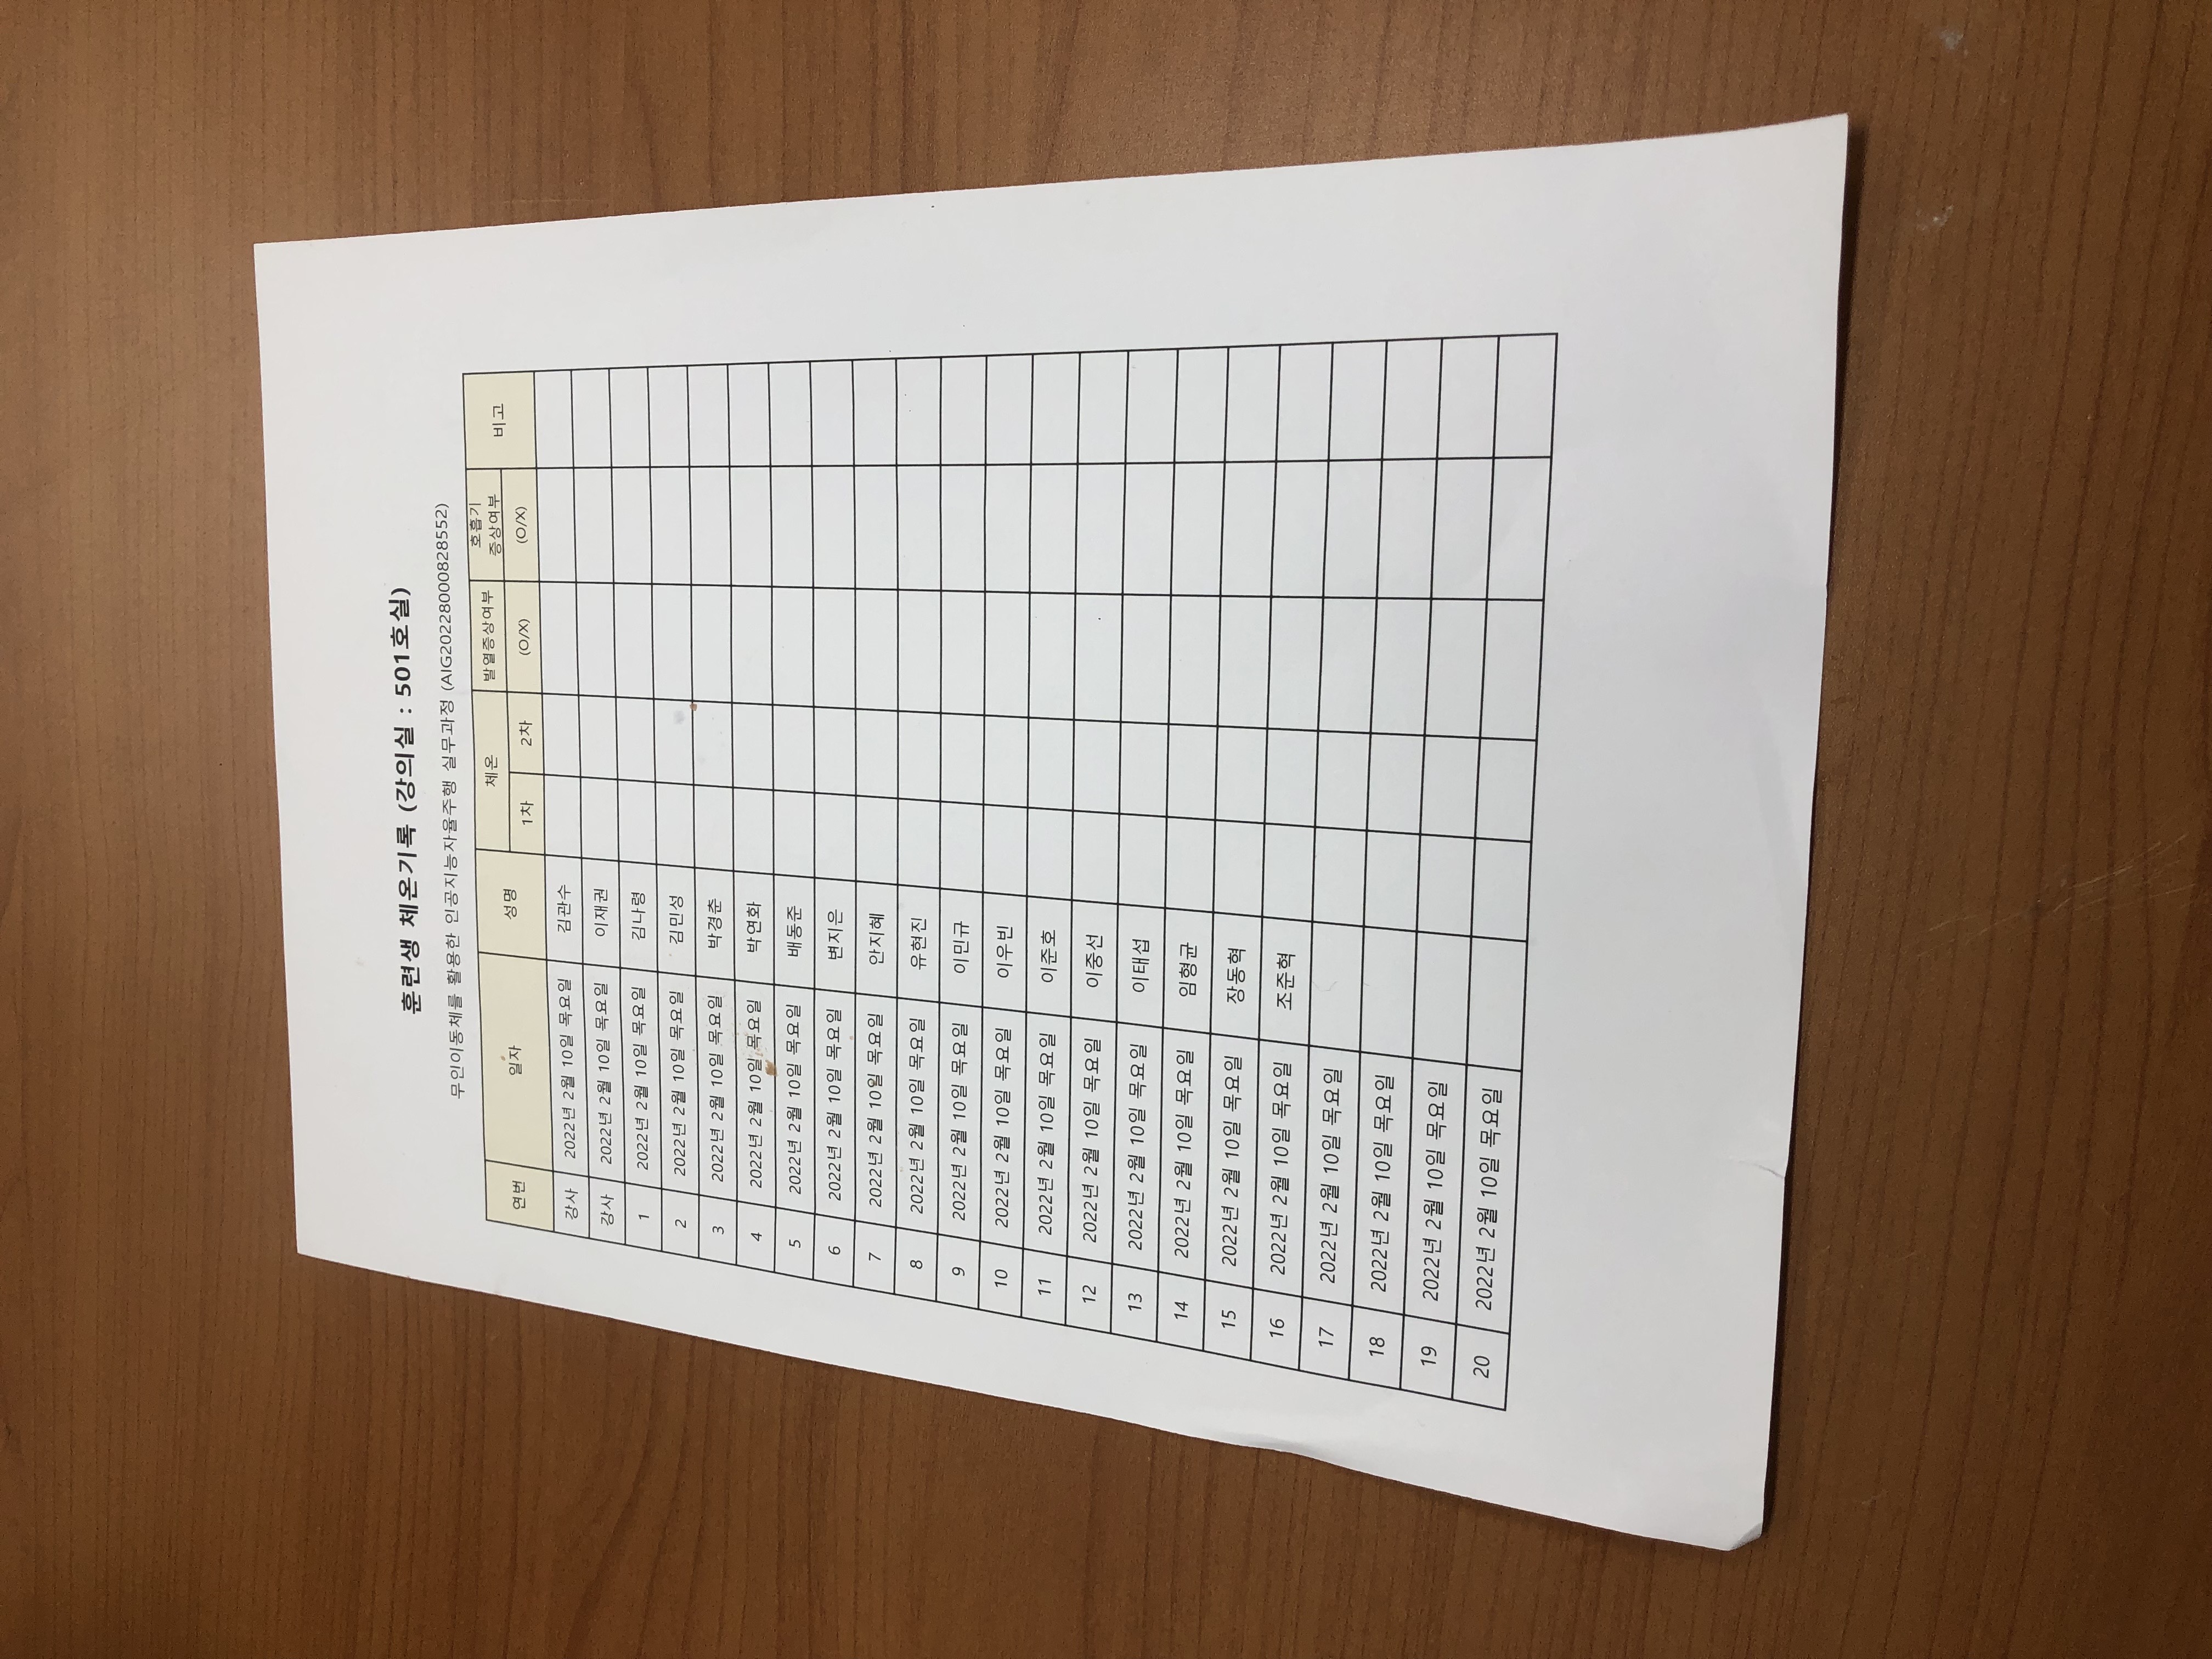 훈련생 체온기록 (강의실 : 501호실)
무인이동체를 활용한 인공지능자율주행 실무과정 (AIG20228000828552)
연번 일자 성명 체온 발열증상여부 호흡기 증상여부 비고
1차 2차 (O/X) (O/X)
강사 2022년 2월 10일 목요일 김관수
강사 2022년 2월 10일 목요일 이재권
1 2022년 2월 10일 목요일 김나령
2 2022년 2월 10일 목요일 김민성
3 2022년 2월 10일 목요일 박경춘
4 2022년 2월 10일 목요일 박연화
5 2022년 2월 10일 목요일 배동준
6 2022년 2월 10일 목요일 변지은
7 2022년 2월 10일 목요일 안지혜
8 2022년 2월 10일 목요일 유현진
9 2022년 2월 10일 목요일 이민규
10 2022년 2월 10일 목요일 이우빈
11 2022년 2월 10일 목요일 이준호
12 2022년 2월 10일 목요일 이중선
13 2022년 2월 10일 목요일 이태섭
14 2022년 2월 10일 목요일 임형균
15 2022년 2월 10일 목요일 장동혁
16 2022년 2월 10일 목요일 조준혁
17 2022년 2월 10일 목요일
18 2022년 2월 10일 목요일
19 2022년 2월 10일 목요일
20 2022년 2월 10일 목요일